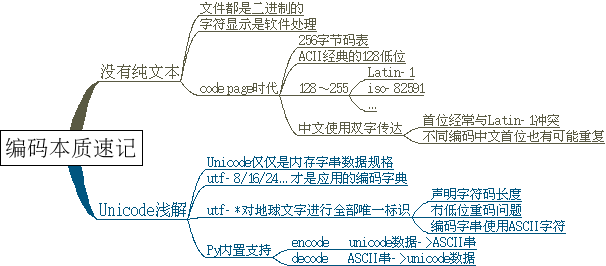 文件都是二进制的
字符显示是软件处理
没有纯文本
256字节码表
ACII经典的128低位
codepage时代
128～255
Latin-1
iso-82591
...
中文使用双字传达
首位经常与Latin-1冲突
不同编码中文首位也有可能重复
编码本质速记
Unicode浅解
Unicode仅仅是内存字串数据规格
utf-8/16/24...才是应用的编码字典
utf-*对地球文字进行全部唯一标识
声明字符码长度
有低位重码问题
编码字串使用ASCII字符
Py内置支持
encode unicode数据->ASCII串
decode ASCII串->unicode数据